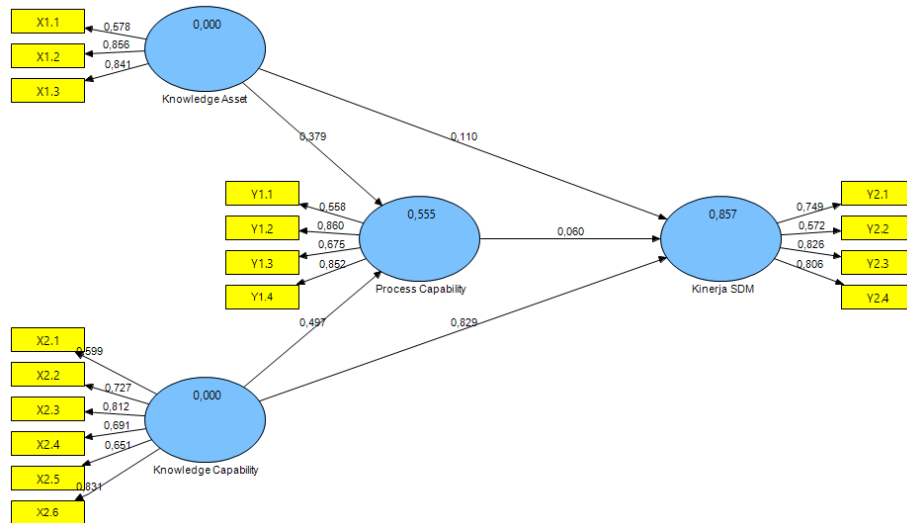 X1.1
0,578
X1.2
0,856
X1.3
0,841
0,000
Knowledge Asset
0,379
0,110
Y1.1
0,558
Y1.2
0,860
Y1.3
0,675
Y1.4
0,852
0,555
Process Capability
0,060
0,857
Kinerja SDM
0,749
Y2.1
0,572
Y2.2
0,826
Y2.3
0,806
Y2.4
0,497
0,829
X2.1
0,599
X2.2
0,727
X2.3
0,812
X2.4
0,691
X2.5
0,651
X2.6
0,831
0,000
Knowledge Capability